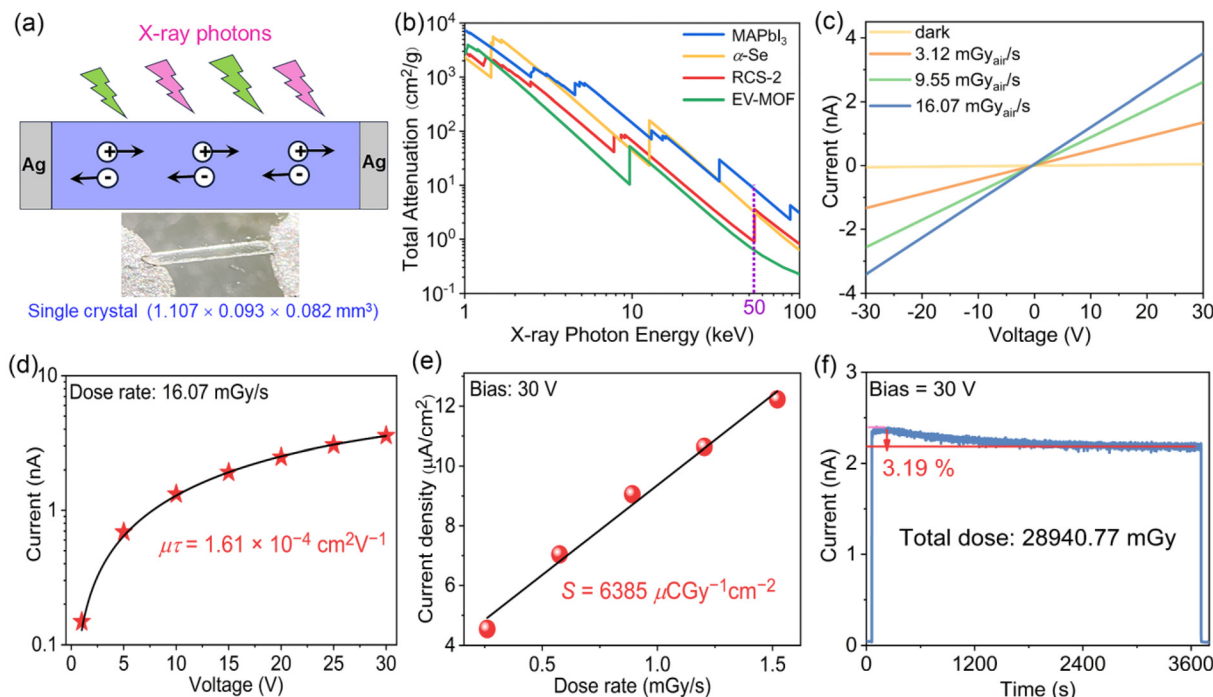 (a)
X-ray photons
Ag
+ + +
- - -
Ag
Single crystal (1.107 × 0.093 × 0.082 mm³)
(b)
Total Attenuation (cm²/g)
10⁴
10³
10²
10¹
10⁰
10⁻¹
MAPbI₃
α-Se
RCS-2
EV-MOF
1 10 50 100
X-ray Photon Energy (keV)
(c)
Current (nA)
4
2
0
-2
-4
dark
3.12 mGyₐᵢᵣ/s
9.55 mGyₐᵢᵣ/s
16.07 mGyₐᵢᵣ/s
-30 -20 -10 0 10 20 30
Voltage (V)
(d)
Current (nA)
10
1
0.1
Dose rate: 16.07 mGy/s
μτ = 1.61 × 10⁻⁴ cm²V⁻¹
0 5 10 15 20 25 30
Voltage (V)
(e)
Current density (μA/cm²)
12
10
8
6
4
Bias: 30 V
S = 6385 μCGy⁻¹cm⁻²
0.5 1.0 1.5
Dose rate (mGy/s)
(f)
Current (nA)
3
2
1
0
Bias = 30 V
3.19 %
Total dose: 28940.77 mGy
0 1200 2400 3600
Time (s)